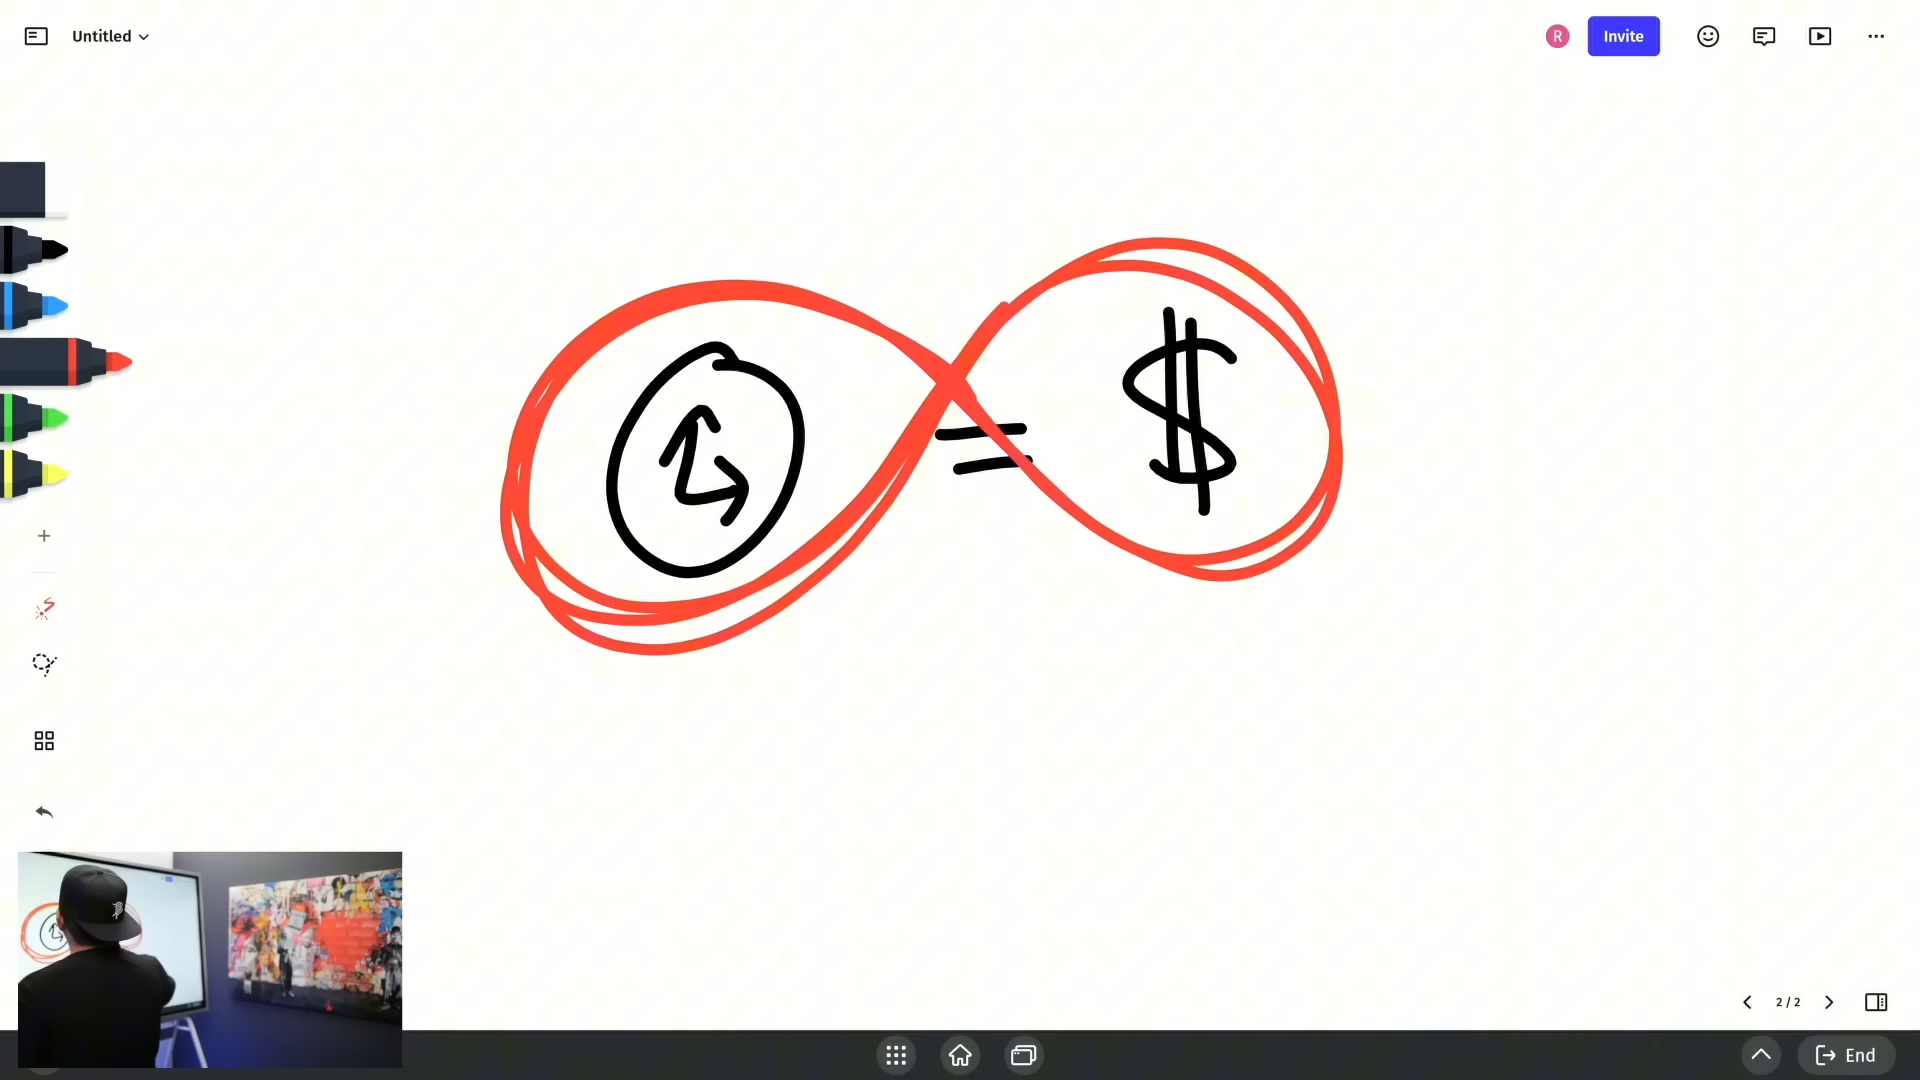 Untitled
R
Invite
= $
2 / 2
End